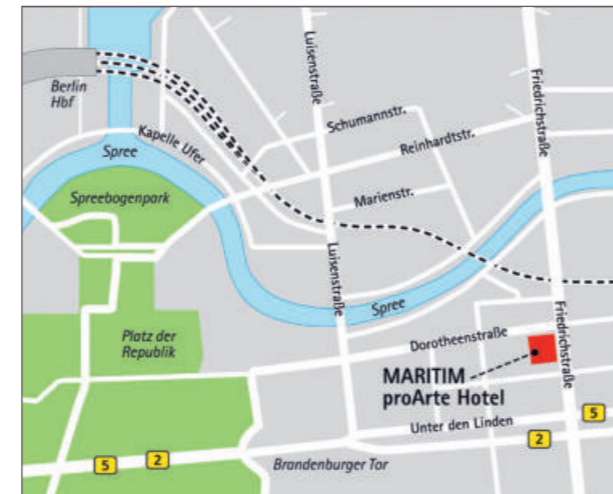 Berlin
Hbf
Kapelle Ufer
Spree
Spreebogenpark
Luisenstraße
Schumannstr.
Reinhardtstr.
Friedrichstraße
Marienstr.
Luisenstraße
Spree
Platz der
Republik
Dorotheenstraße
Friedrichstraße
MARITIM
proArte Hotel
Unter den Linden
5
2
Brandenburger Tor
5
2